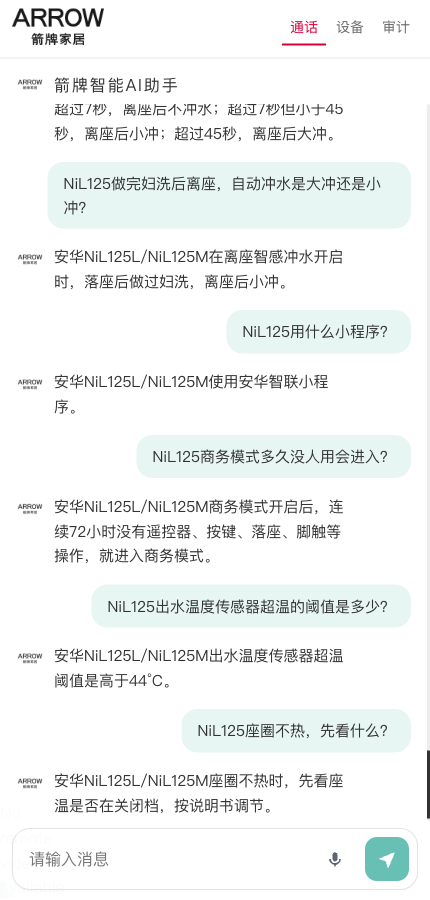 ARROW
箭牌家居
通话
设备
审计
ARROW
箭牌家居
箭牌智能AI助手
超过7秒，离座后不冲水；超过7秒但小于45
秒，离座后小冲；超过45秒，离座后大冲。
NiL125做完妇洗后离座，自动冲水是大冲还是小
冲？
ARROW
箭牌家居
安华NiL125L/NiL125M在离座智感冲水开启
时，落座后做过妇洗，离座后小冲。
NiL125用什么小程序？
ARROW
箭牌家居
安华NiL125L/NiL125M使用安华智联小程
序。
NiL125商务模式多久没人用会进入？
ARROW
箭牌家居
安华NiL125L/NiL125M商务模式开启后，连
续72小时没有遥控器、按键、落座、脚触等
操作，就进入商务模式。
NiL125出水温度传感器超温的阈值是多少？
ARROW
箭牌家居
安华NiL125L/NiL125M出水温度传感器超温
阈值是高于44°C。
NiL125座圈不热，先看什么？
ARROW
箭牌家居
安华NiL125L/NiL125M座圈不热时，先看座
温是否在关闭档，按说明书调节。
请输入消息